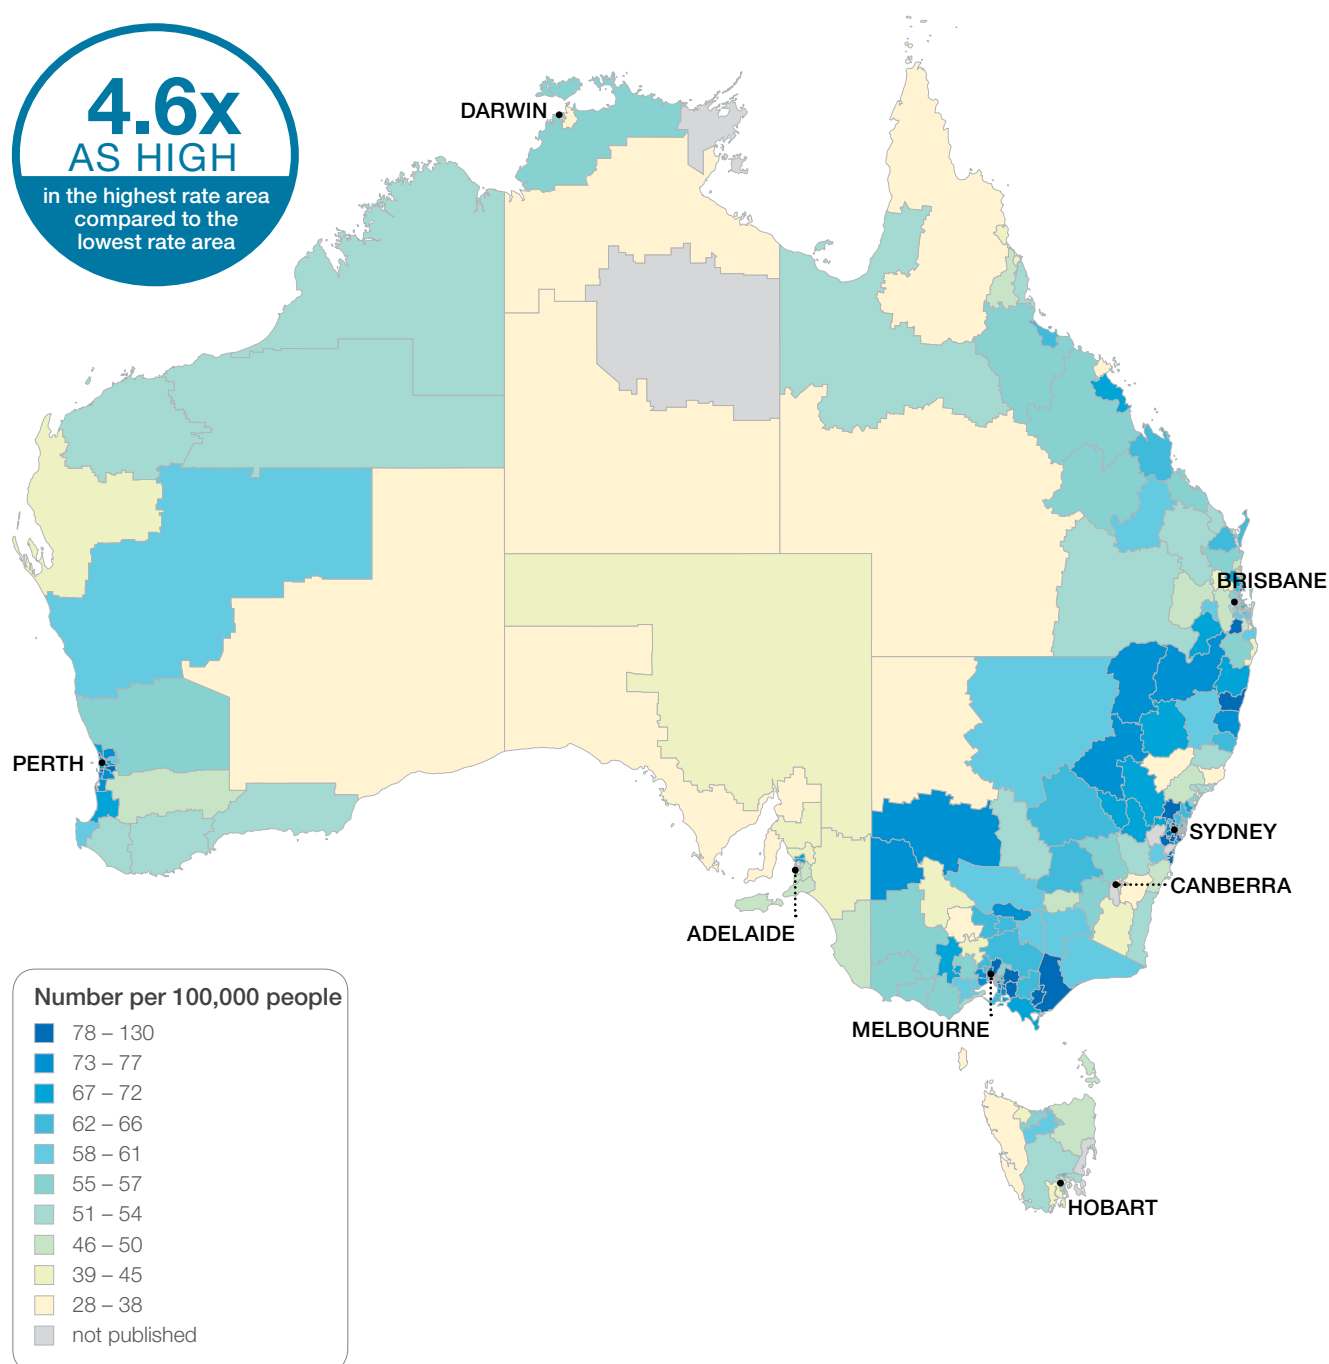 4.6x
AS HIGH
in the highest rate area
compared to the
lowest rate area
DARWIN
BRISBANE
PERTH
SYDNEY
CANBERRA
ADELAIDE
MELBOURNE
HOBART
Number per 100,000 people
78 – 130
73 – 77
67 – 72
62 – 66
58 – 61
55 – 57
51 – 54
46 – 50
39 – 45
28 – 38
not published